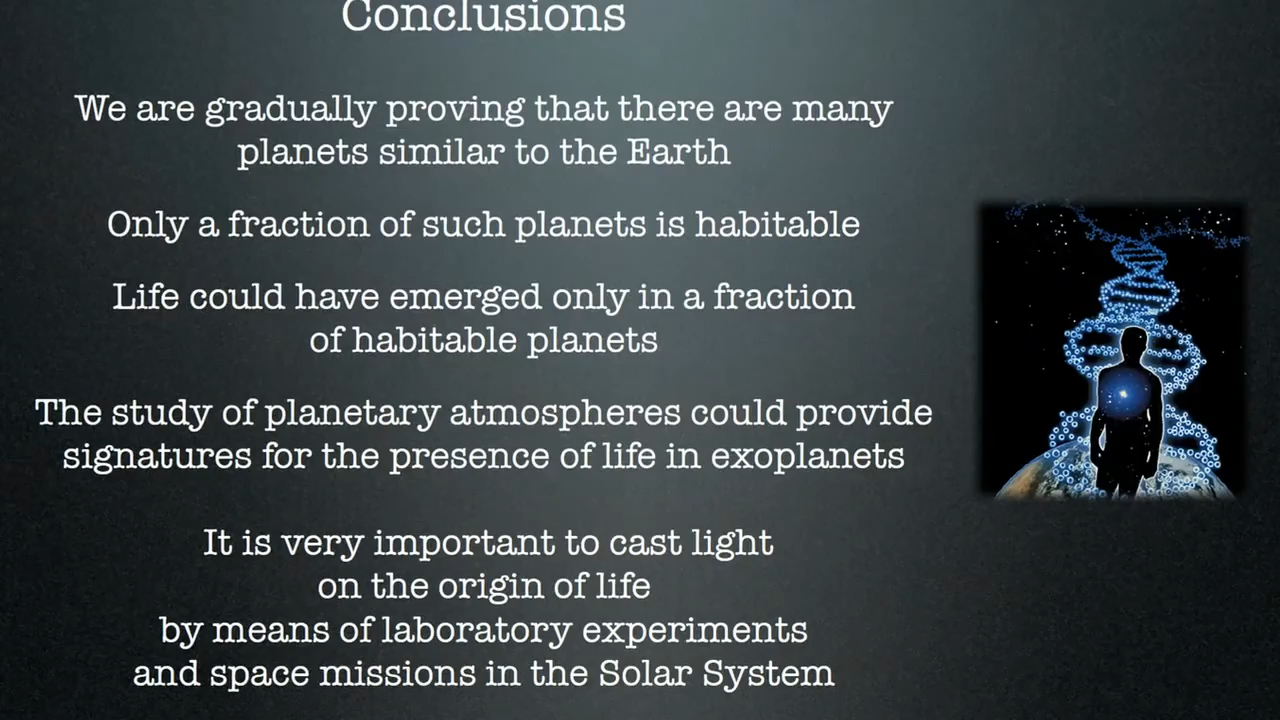 Conclusions
We are gradually proving that there are many
planets similar to the Earth
Only a fraction of such planets is habitable
Life could have emerged only in a fraction
of habitable planets
The study of planetary atmospheres could provide
signatures for the presence of life in exoplanets
It is very important to cast light
on the origin of life
by means of laboratory experiments
and space missions in the Solar System